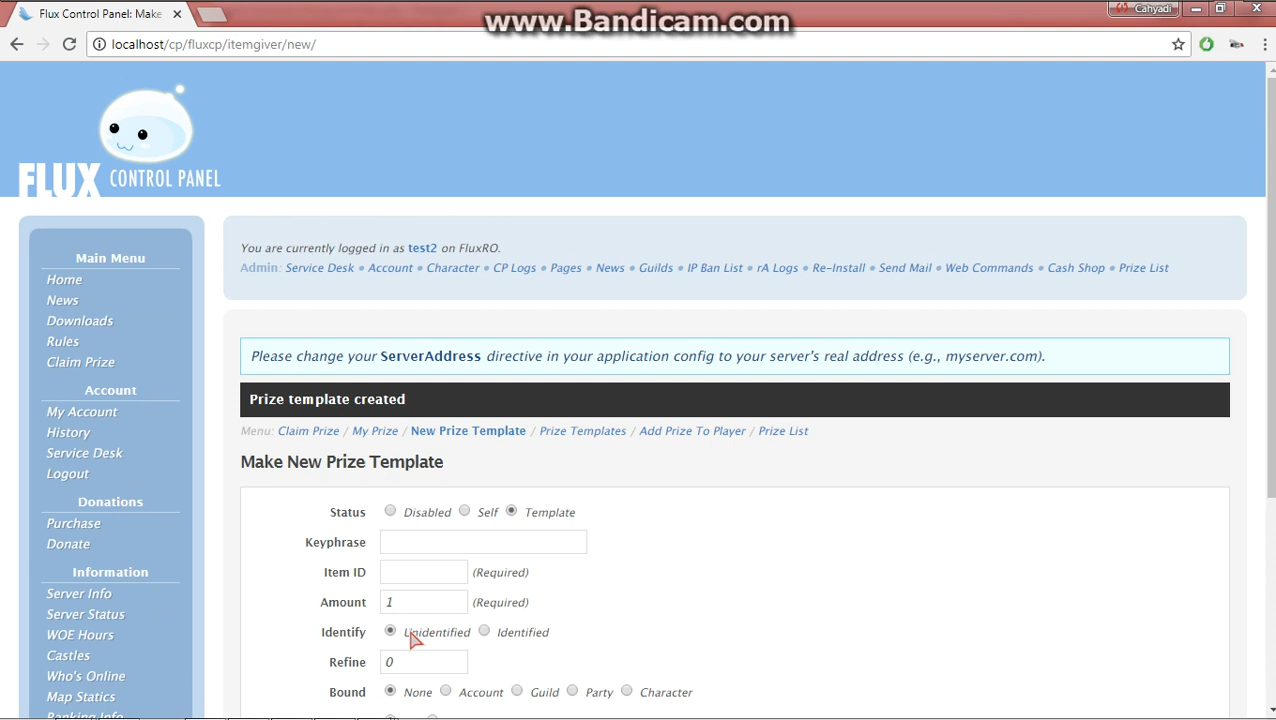 Flux Control Panel: Make
www.Bandicam.com
Cahyadi
localhost/cp/fluxcp/itemgiver/new/
FLUX CONTROL PANEL
Main Menu
Home
News
Downloads
Rules
Claim Prize
Account
My Account
History
Service Desk
Logout
Donations
Purchase
Donate
Information
Server Info
Server Status
WOE Hours
Castles
Who's Online
Map Statics
Ranking Info
You are currently logged in as test2 on FluxRO.
Admin: Service Desk • Account • Character • CP Logs • Pages • News • Guilds • IP Ban List • rA Logs • Re-Install • Send Mail • Web Commands • Cash Shop • Prize List
Please change your ServerAddress directive in your application config to your server's real address (e.g., myserver.com).
Prize template created
Menu: Claim Prize / My Prize / New Prize Template / Prize Templates / Add Prize To Player / Prize List
Make New Prize Template
Status Disabled Self Template
Keyphrase
Item ID (Required)
Amount 1 (Required)
Identify Unidentified Identified
Refine 0
Bound None Account Guild Party Character